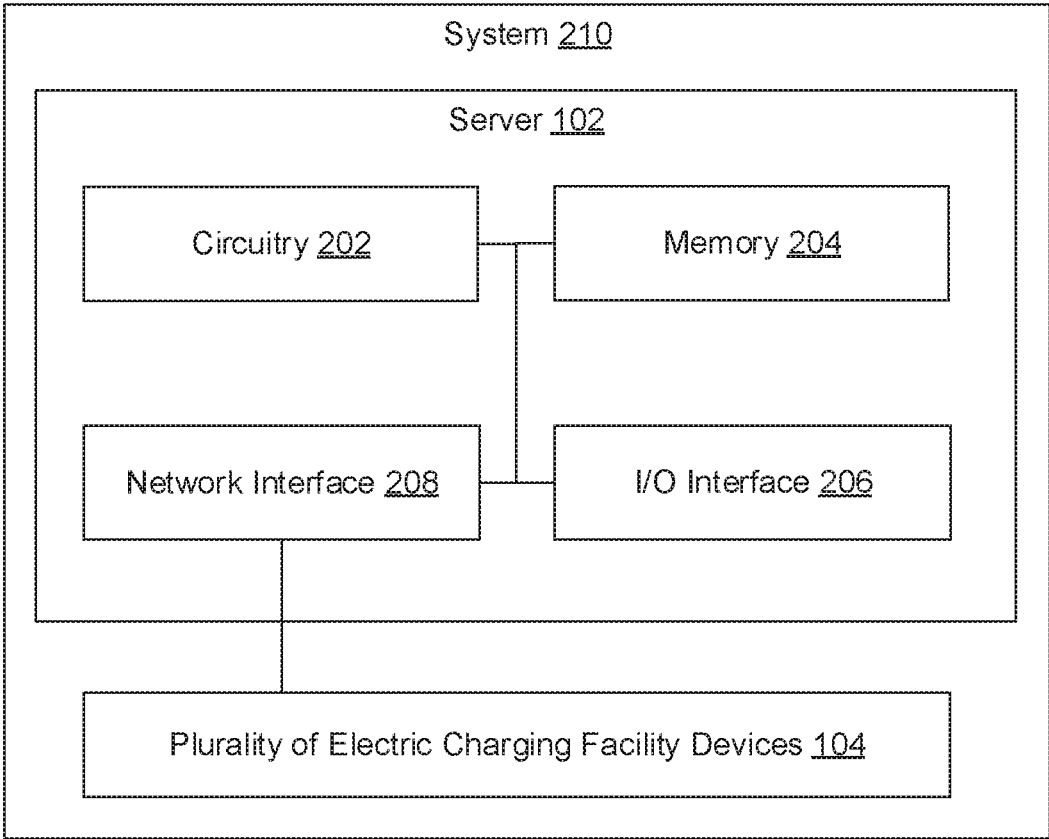 System 210
Server 102
Circuitry 202
Memory 204
Network Interface 208
I/O Interface 206
Plurality of Electric Charging Facility Devices 104